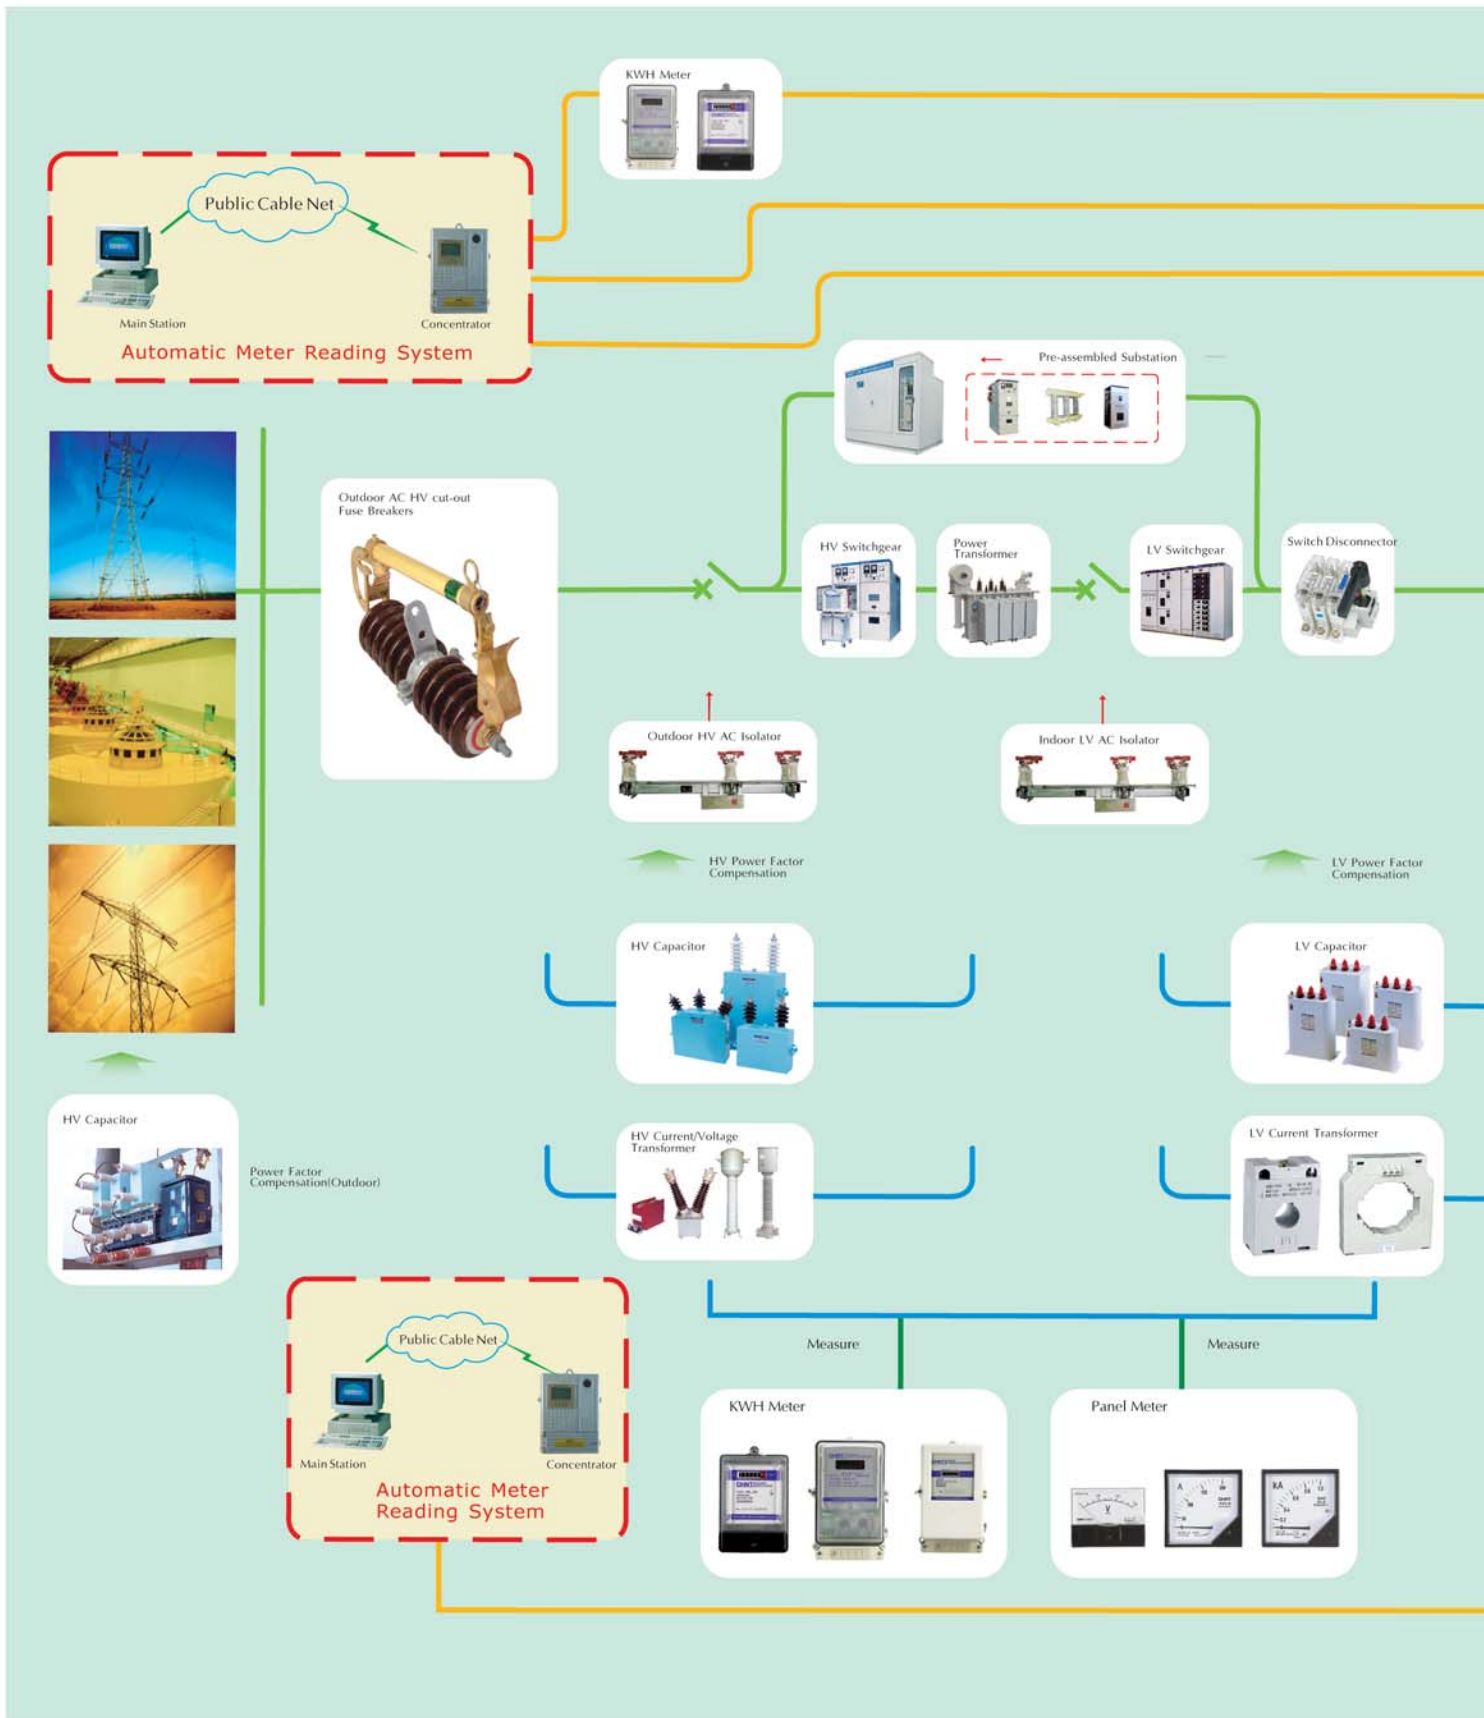 KWH Meter
Public Cable Net
Main Station
Concentrator
Automatic Meter Reading System
Pre-assembled Substation
Outdoor AC HV cut-out
Fuse Breakers
HV Switchgear
Power
Transformer
LV Switchgear
Switch Disconnector
Outdoor HV AC Isolator
Indoor LV AC Isolator
HV Power Factor
Compensation
LV Power Factor
Compensation
HV Capacitor
LV Capacitor
HV Capacitor
Power Factor
Compensation(Outdoor)
HV Current/Voltage
Transformer
LV Current Transformer
Public Cable Net
Main Station
Concentrator
Automatic Meter
Reading System
Measure
Measure
KWH Meter
Panel Meter
V
A
KA